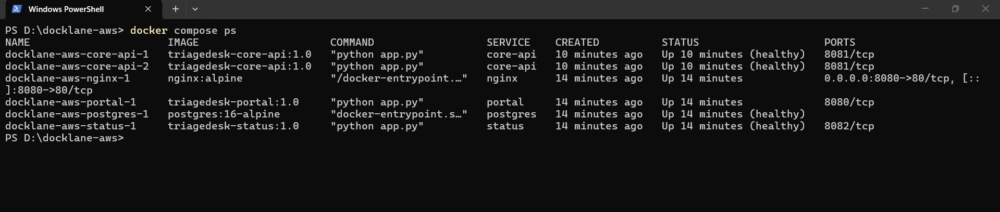 Windows PowerShell
PS D:\docklane-aws> docker compose ps
NAME IMAGE COMMAND SERVICE CREATED STATUS PORTS
docklane-aws-core-api-1 triagedesk-core-api:1.0 "python app.py" core-api 10 minutes ago Up 10 minutes (healthy) 8081/tcp
docklane-aws-core-api-2 triagedesk-core-api:1.0 "python app.py" core-api 10 minutes ago Up 10 minutes (healthy) 8081/tcp
docklane-aws-nginx-1 nginx:alpine "/docker-entrypoint.…" nginx 14 minutes ago Up 14 minutes 0.0.0.0:8080->80/tcp, [::
]:8080->80/tcp
docklane-aws-portal-1 triagedesk-portal:1.0 "python app.py" portal 14 minutes ago Up 14 minutes 8080/tcp
docklane-aws-postgres-1 postgres:16-alpine "docker-entrypoint.s…" postgres 14 minutes ago Up 14 minutes (healthy)
docklane-aws-status-1 triagedesk-status:1.0 "python app.py" status 14 minutes ago Up 14 minutes (healthy) 8082/tcp
PS D:\docklane-aws>